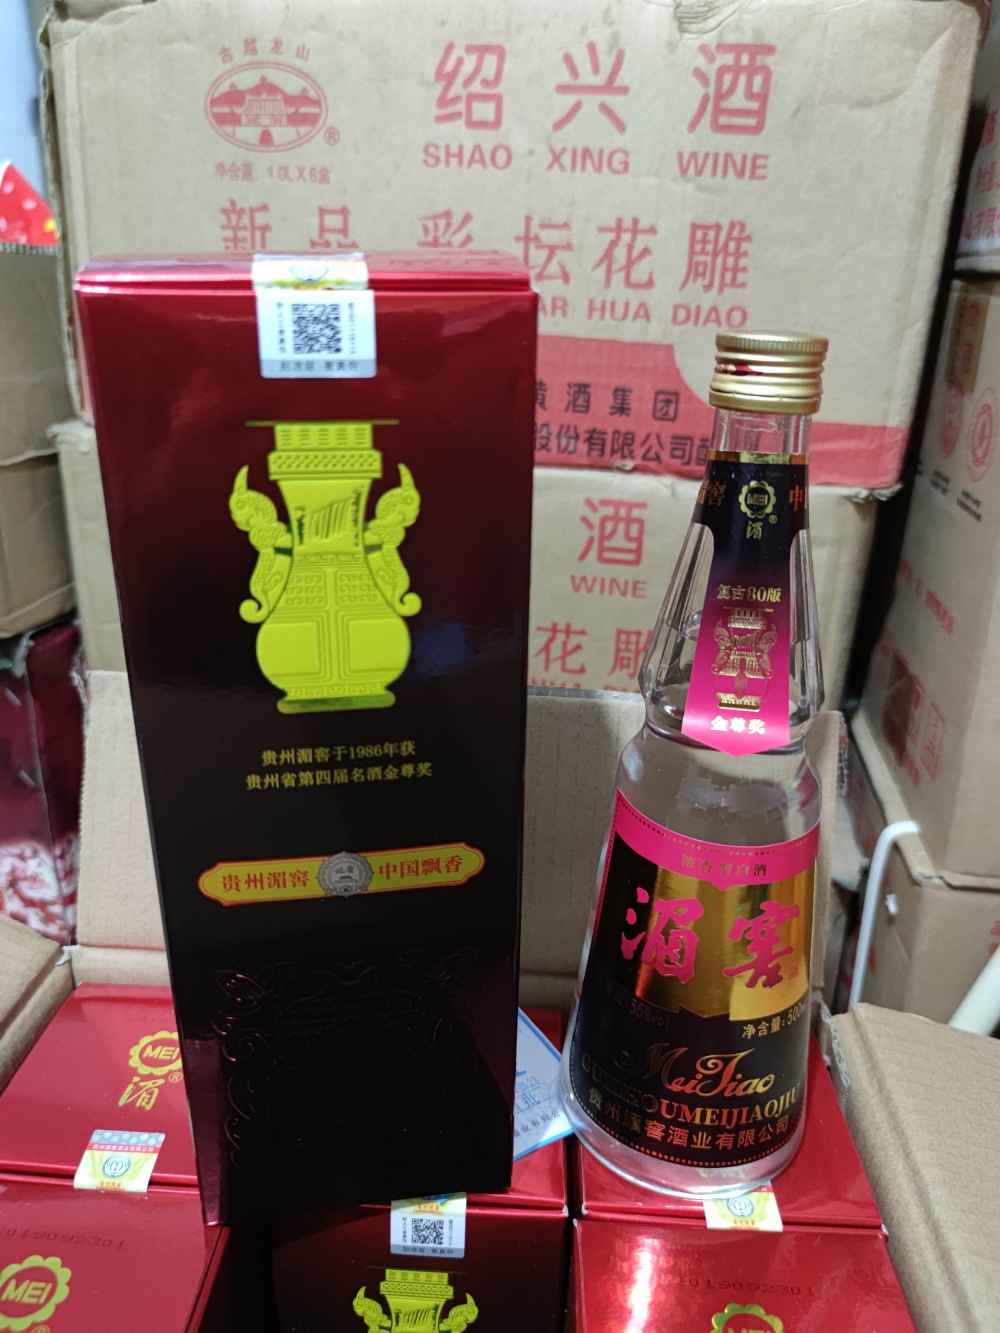 古越龙山
®
净含量: 1.0L×6盒
绍兴酒
SHAO XING WINE
新品 彩坛花雕
AR HUA DIAO
黄酒集团
股份有限公司
酒
WINE
花雕
贵州湄窖于1986年获
贵州省第四届名酒金尊奖
贵州湄窖
中国飘香
窖
MEI
湄®
中
复古80版
金尊奖
湄窖
净含量:500
MeiJiao
GUIZHOUMEIJIAOJIU
贵州湄窖酒业有限公司
MEI
湄®
MEI